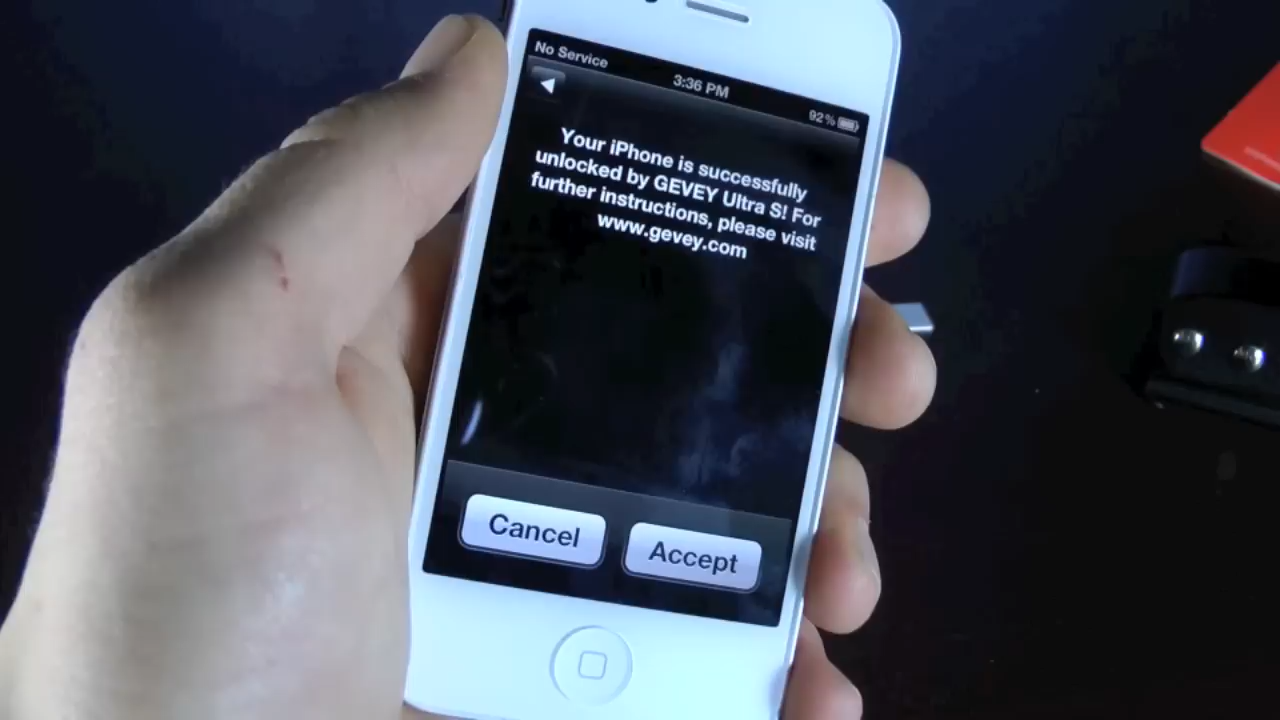 No Service
3:36 PM
92%
Your iPhone is successfully
unlocked by GEVEY Ultra S! For
further instructions, please visit
www.gevey.com
Cancel
Accept